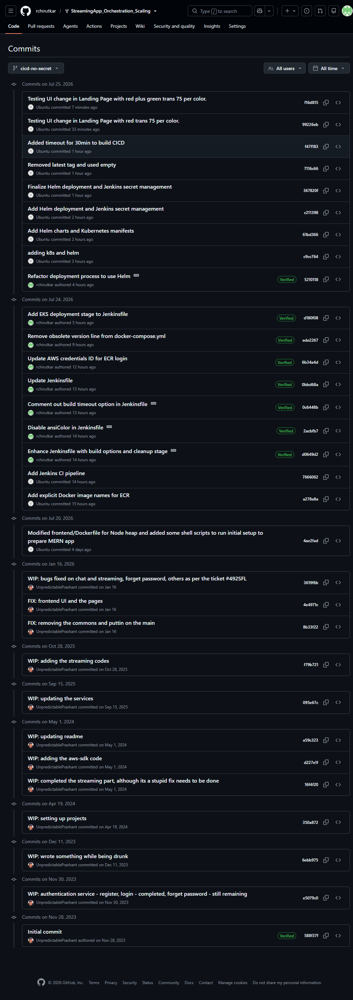 rchirutkar / StreamingApp_Orchestration_Scaling
Type / to search
Code Pull requests Agents Actions Projects Wiki Security and quality Insights Settings
Commits
cicd-no-secret All users All time
Commits on Jul 25, 2026
Testing UI change in Landing Page with red plus green trans 75 per color.
Ubuntu committed 7 minutes ago
f16d815
Testing UI change in Landing Page with red trans 75 per color.
Ubuntu committed 33 minutes ago
99226eb
Added timeout for 30min to build CICD
Ubuntu committed 1 hour ago
f47f183
Removed latest tag and used empty
Ubuntu committed 1 hour ago
7116c66
Finalize Helm deployment and Jenkins secret management
Ubuntu committed 1 hour ago
367820f
Add Helm deployment and Jenkins secret management
Ubuntu committed 2 hours ago
c211398
Add Helm charts and Kubernetes manifests
Ubuntu committed 2 hours ago
61bd366
adding k8s and helm
Ubuntu committed 3 hours ago
c9cc764
Refactor deployment process to use Helm
rchirutkar authored 4 hours ago
Verified 5210118
Commits on Jul 24, 2026
Add EKS deployment stage to Jenkinsfile
rchirutkar authored 5 hours ago
Verified d180f08
Remove obsolete version line from docker-compose.yml
rchirutkar authored 9 hours ago
Verified ede2267
Update AWS credentials ID for ECR login
rchirutkar authored 12 hours ago
Verified 6b34a4d
Update Jenkinsfile
rchirutkar authored 13 hours ago
Verified 0bbd68a
Comment out build timeout option in Jenkinsfile
rchirutkar authored 13 hours ago
Verified 0c6448b
Disable ansiColor in Jenkinsfile
rchirutkar authored 14 hours ago
Verified 2acbfb7
Enhance Jenkinsfile with build options and cleanup stage
rchirutkar authored 14 hours ago
Verified d0649d2
Add Jenkins CI pipeline
Ubuntu committed 14 hours ago
7666062
Add explicit Docker image names for ECR
Ubuntu committed 15 hours ago
a278e8a
Commits on Jul 20, 2026
Modified frontend/Dockerfile for Node heap and added some shell scripts to run initial setup to
prepare MERN app
Ubuntu committed 4 days ago
4ae2fad
Commits on Jan 16, 2026
WIP: bugs fixed on chat and streaming, forget password, others as per the ticket #492SFL
UnpredictablePrashant committed on Jan 16
3619f6b
FIX: frontend UI and the pages
UnpredictablePrashant committed on Jan 16
4e4971c
FIX: removing the commons and puttin on the main
UnpredictablePrashant committed on Jan 16
8b33f22
Commits on Oct 28, 2025
WIP: adding the streaming codes
UnpredictablePrashant committed on Oct 28, 2025
f79b721
Commits on Sep 15, 2025
WIP: updating the services
UnpredictablePrashant committed on Sep 15, 2025
095e67c
Commits on May 1, 2024
WIP: updating readme
UnpredictablePrashant committed on May 1, 2024
a59c323
WIP: adding the aws-sdk code
UnpredictablePrashant committed on May 1, 2024
d227e1f
WIP: completed the streaming part, although its a stupid fix needs to be done
UnpredictablePrashant committed on May 1, 2024
16f4f20
Commits on Apr 19, 2024
WIP: setting up projects
UnpredictablePrashant committed on Apr 19, 2024
350a872
Commits on Dec 11, 2023
WIP: wrote something while being drunk
UnpredictablePrashant committed on Dec 11, 2023
6ebb975
Commits on Nov 30, 2023
WIP: authentication service - register, login - completed, forget password - still remaining
UnpredictablePrashant committed on Nov 30, 2023
e5079c0
Commits on Nov 28, 2023
Initial commit
UnpredictablePrashant authored on Nov 28, 2023
Verified 588f37f
© 2026 GitHub, Inc. Terms Privacy Security Status Community Docs Contact Manage cookies Do not share my personal information